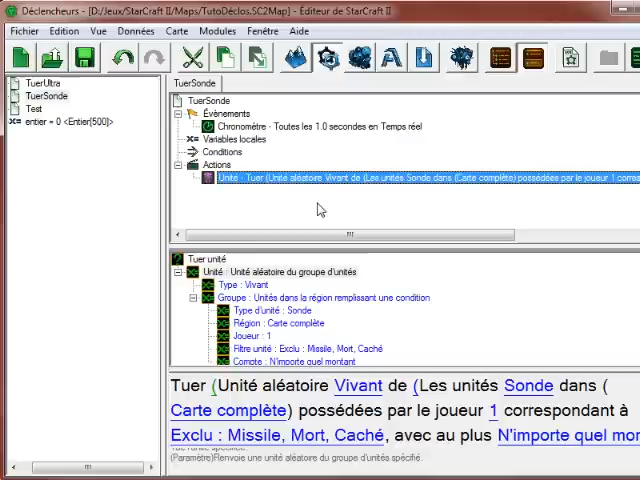 Déclencheurs - [D:/Jeux/StarCraft II/Maps/TutoDéclos.SC2Map] - Éditeur de StarCraft II
Fichier Edition Vue Données Carte Modules Fenêtre Aide
TuerUltra
TuerSonde
Test
entier = 0 <Entier[500]>
TuerSonde
TuerSonde
Évènements
Chronomètre - Toutes les 1.0 secondes en Temps réel
Variables locales
Conditions
Actions
Unité - Tuer (Unité aléatoire Vivant de (Les unités Sonde dans (Carte complète) possédées par le joueur 1 corres
Tuer unité
Unité : Unité aléatoire du groupe d'unités
Type : Vivant
Groupe : Unités dans la région remplissant une condition
Type d'unité : Sonde
Région : Carte complète
Joueur : 1
Filtre unité : Exclu : Missile, Mort, Caché
Compte : N'importe quel montant
Tuer (Unité aléatoire Vivant de (Les unités Sonde dans (
Carte complète) possédées par le joueur 1 correspondant à
Exclu : Missile, Mort, Caché, avec au plus N'importe quel mor
(Paramètre)Renvoie une unité aléatoire du groupe d'unités spécifié.